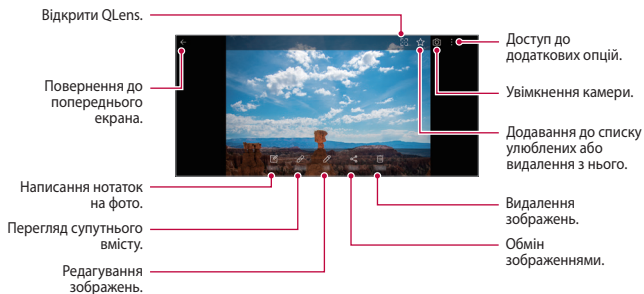 Відкрити QLens.
Повернення до
попереднього
екрана.
Написання нотаток
на фото.
Перегляд супутнього
вмісту.
Редагування
зображень.
Доступ до
додаткових опцій.
Увімкнення камери.
Додавання до списку
улюблених або
видалення з нього.
Видалення
зображень.
Обмін
зображеннями.